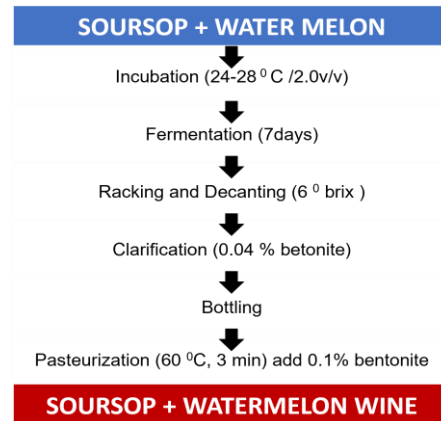 SOURSOP + WATER MELON
Incubation (24-28 ⁰ C /2.0v/v)
Fermentation (7days)
Racking and Decanting (6 ⁰ brix )
Clarification (0.04 % betonite)
Bottling
Pasteurization (60 ⁰C, 3 min) add 0.1% bentonite
SOURSOP + WATERMELON WINE